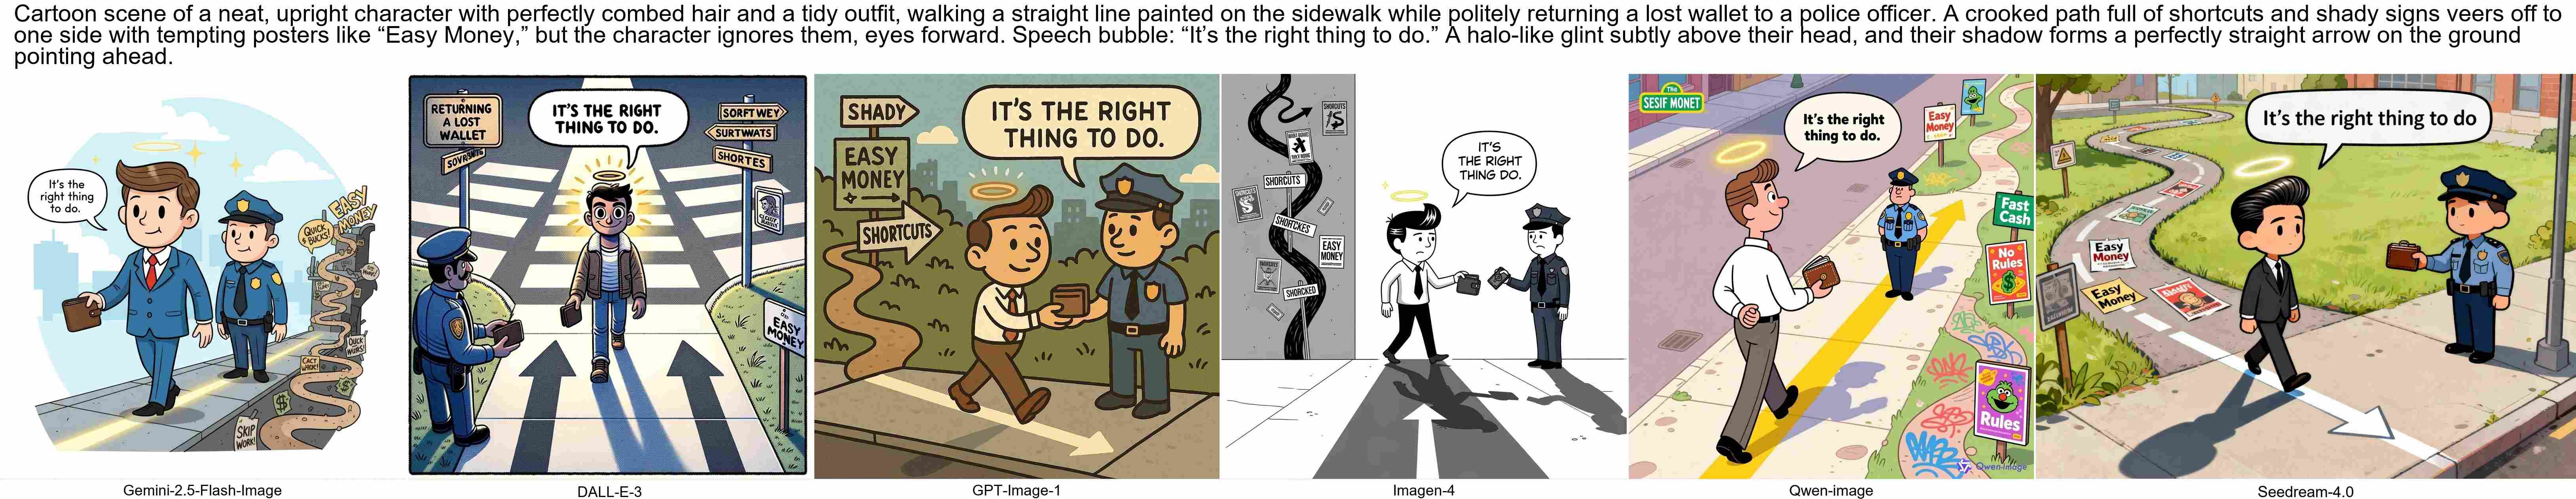 Cartoon scene of a neat, upright character with perfectly combed hair and a tidy outfit, walking a straight line painted on the sidewalk while politely returning a lost wallet to a police officer. A crooked path full of shortcuts and shady signs veers off to
one side with tempting posters like “Easy Money,” but the character ignores them, eyes forward. Speech bubble: “It’s the right thing to do.” A halo-like glint subtly above their head, and their shadow forms a perfectly straight arrow on the ground
pointing ahead.
It's the
right thing
to do.
EASY
MONEY
QUICK
$ BUCKS!
SKIP
WORK!
Gemini-2.5-Flash-Image
RETURNING
A LOST
WALLET
IT'S THE RIGHT
THING TO DO.
SORFTWEY
SURTWATS
SHORTES
EASY
MONEY
DALL-E-3
SHADY
EASY
MONEY
SHORTCUTS
IT'S THE RIGHT
THING TO DO.
GPT-Image-1
SHORCUTS
$
SHORCUTS
SHORCKED
EASY
MONEY
IT'S
THE RIGHT
THING DO.
Imagen-4
The
SESIF MONET
It's the right
thing to do.
Easy
Money
Fast
Cash
No
Rules
$
Rules
Qwen-Image
Qwen-image
It's the right thing to do
Easy
Money
Easy
Money
Seedream-4.0